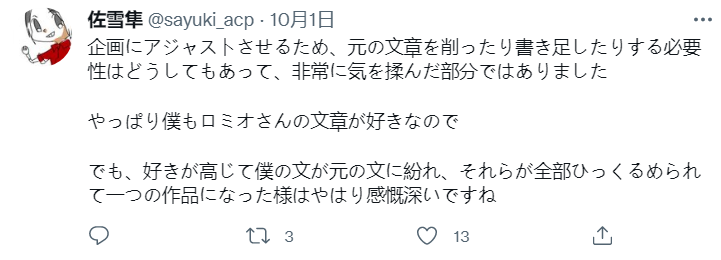 佐雪隼 @sayuki_acp · 10月1日
企画にアジャストさせるため、元の文章を削ったり書き足したりする必要
性はどうしてもあって、非常に気を揉んだ部分ではありました
やっぱり僕もロミオさんの文章が好きなので
でも、好きが高じて僕の文が元の文に紛れ、それらが全部ひっくるめられ
て一つの作品になった様はやはり感慨深いですね
3
13